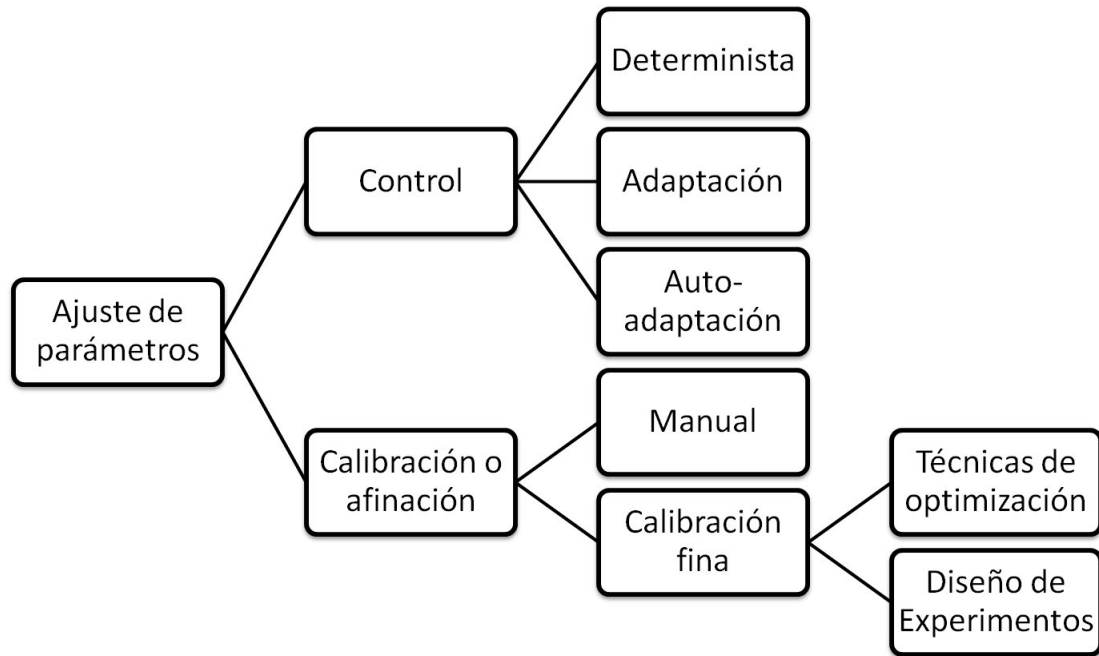 Determinista
Control
Adaptación
Auto-
adaptación
Ajuste de
parámetros
Manual
Calibración o
afinación
Calibración
fina
Técnicas de
optimización
Diseño de
Experimentos